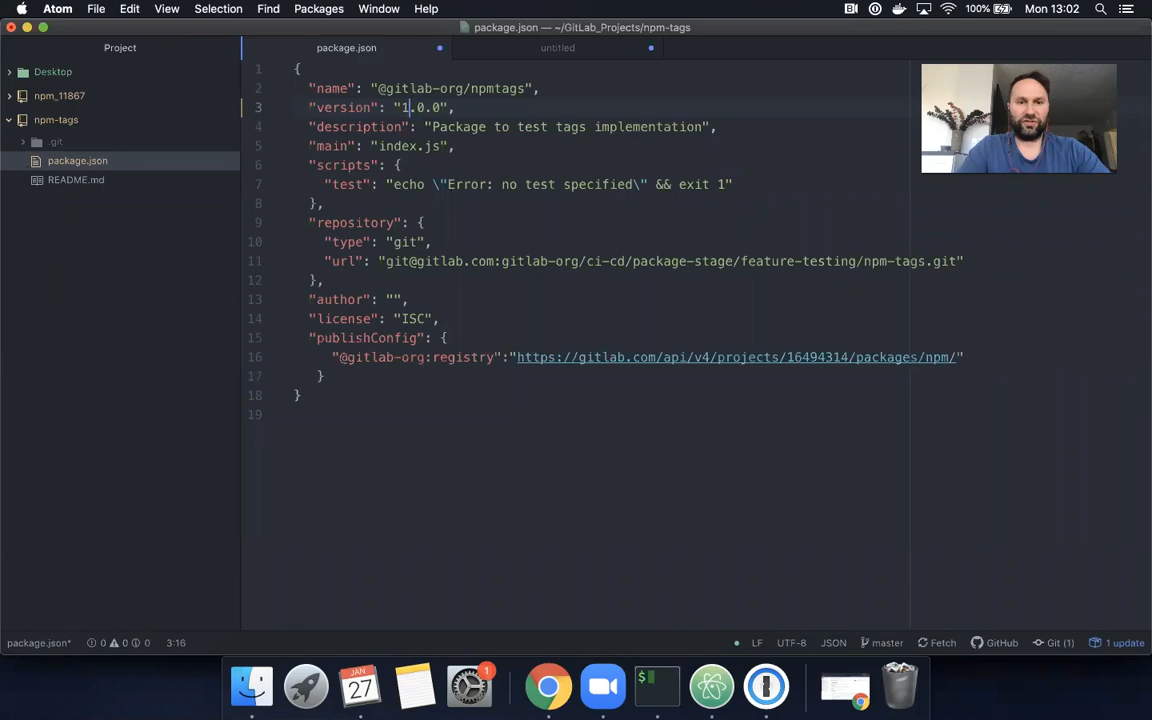 Atom File Edit View Selection Find Packages Window Help 100% Mon 13:02
package.json — ~/GitLab_Projects/npm-tags
Project
package.json
untitled
Desktop
npm_11867
npm-tags
.git
package.json
README.md
1 {
2 "name": "@gitlab-org/npmtags",
3 "version": "1.0.0",
4 "description": "Package to test tags implementation",
5 "main": "index.js",
6 "scripts": {
7 "test": "echo \"Error: no test specified\" && exit 1"
8 },
9 "repository": {
10 "type": "git",
11 "url": "git@gitlab.com:gitlab-org/ci-cd/package-stage/feature-testing/npm-tags.git"
12 },
13 "author": "",
14 "license": "ISC",
15 "publishConfig": {
16 "@gitlab-org:registry":"https://gitlab.com/api/v4/projects/16494314/packages/npm/"
17 }
18 }
19
package.json* 0 0 0 3:16 LF UTF-8 JSON master Fetch GitHub Git (1) 1 update
JAN
27
1
$